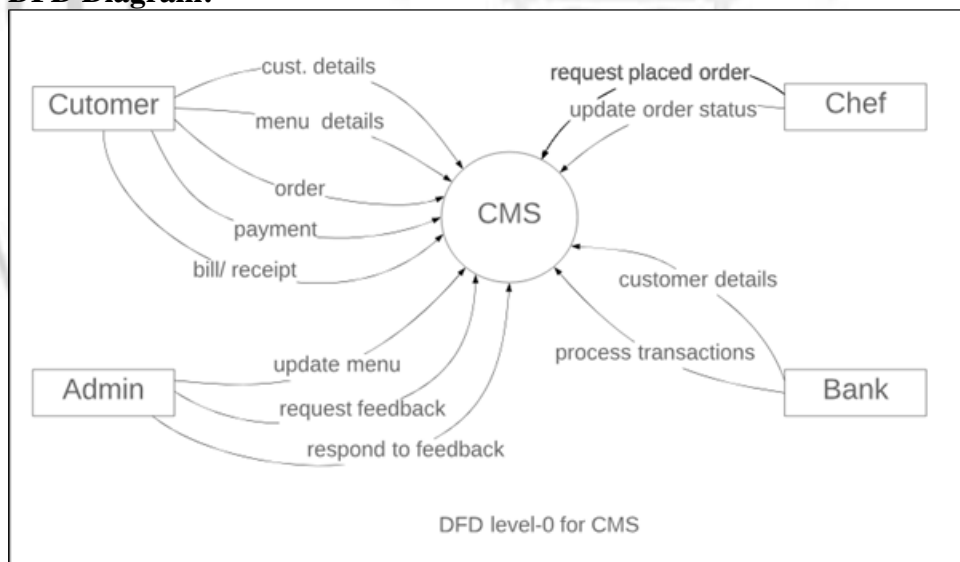 DFD Diagram:
cust. details
Cutomer
menu details
order
payment
bill/ receipt
request placed order
update order status
Chef
CMS
customer details
process transactions
Bank
Admin
update menu
request feedback
respond to feedback
DFD level-0 for CMS